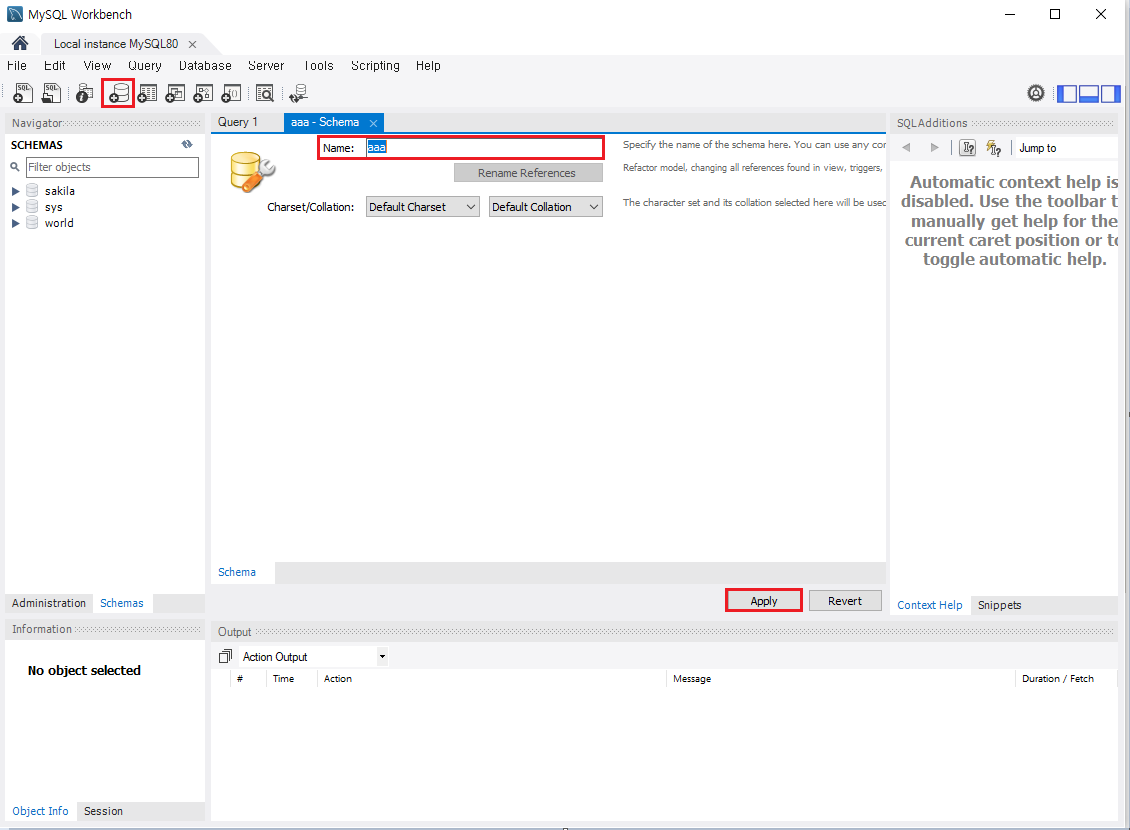 MySQL Workbench
Local instance MySQL80
File Edit View Query Database Server Tools Scripting Help
Navigator
SCHEMAS
Filter objects
sakila
sys
world
Administration Schemas
Information
No object selected
Object Info Session
Query 1 aaa - Schema
Name: aaa
Specify the name of the schema here. You can use any cor
Rename References
Refactor model, changing all references found in view, triggers,
Charset/Collation: Default Charset Default Collation
The character set and its collation selected here will be used
Schema
Apply Revert
Output
Action Output
# Time Action Message Duration / Fetch
SQLAdditions
Jump to
Automatic context help is
disabled. Use the toolbar t
manually get help for the
current caret position or to
toggle automatic help.
Context Help Snippets